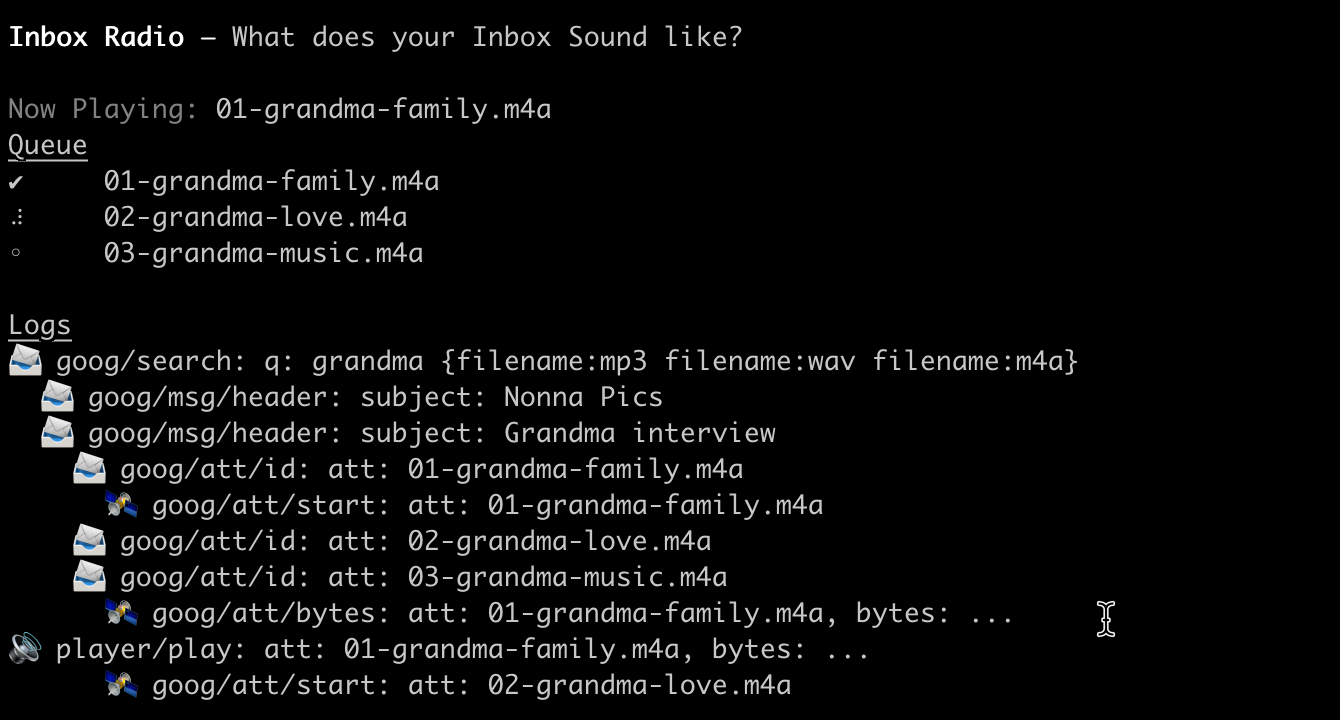 Inbox Radio – What does your Inbox Sound like?
Now Playing: 01-grandma-family.m4a
Queue
✔ 01-grandma-family.m4a
⠼ 02-grandma-love.m4a
◦ 03-grandma-music.m4a
Logs
📨 goog/search: q: grandma {filename:mp3 filename:wav filename:m4a}
📨 goog/msg/header: subject: Nonna Pics
📨 goog/msg/header: subject: Grandma interview
📨 goog/att/id: att: 01-grandma-family.m4a
🛰 goog/att/start: att: 01-grandma-family.m4a
📨 goog/att/id: att: 02-grandma-love.m4a
📨 goog/att/id: att: 03-grandma-music.m4a
🛰 goog/att/bytes: att: 01-grandma-family.m4a, bytes: ...
🔊 player/play: att: 01-grandma-family.m4a, bytes: ...
🛰 goog/att/start: att: 02-grandma-love.m4a